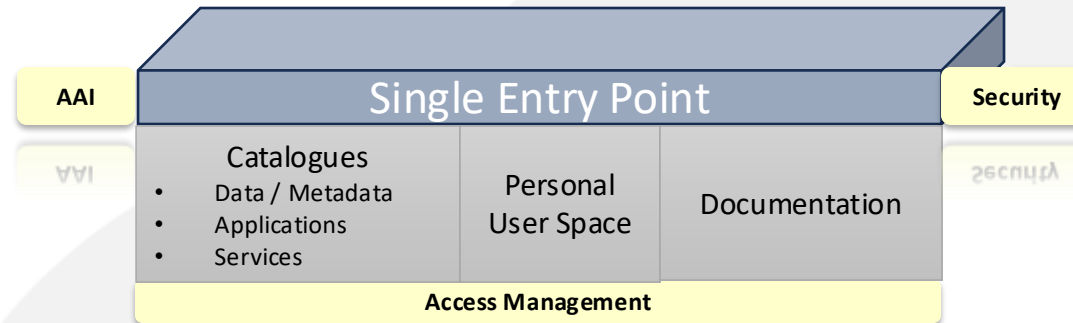 AAI
Single Entry Point
Security
Catalogues
• Data / Metadata
• Applications
• Services
Personal
User Space
Documentation
Access Management